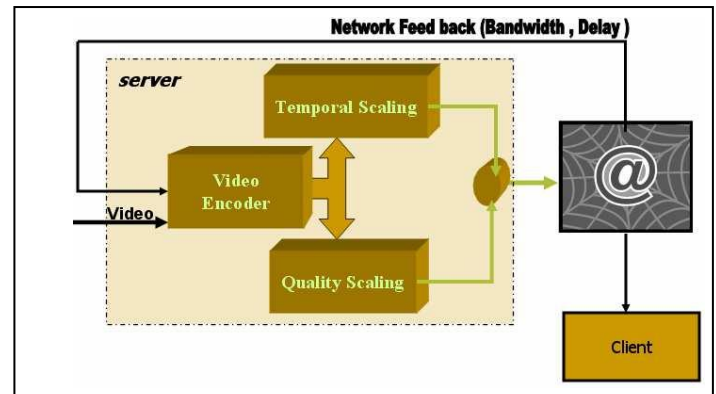 Network Feed back (Bandwidth , Delay )
server
Temporal Scaling
Video
Encoder
Video
Quality Scaling
@
Client